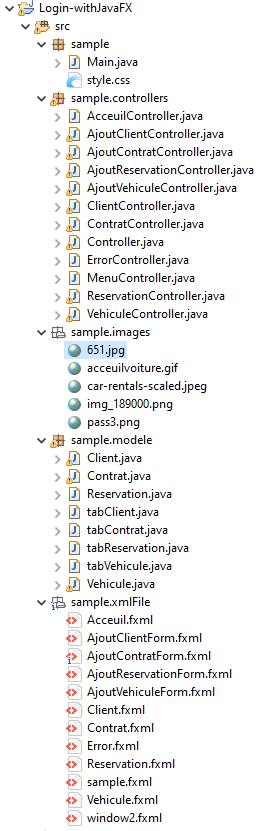 Login-withJavaFX
src
sample
Main.java
style.css
sample.controllers
AcceuilController.java
AjoutClientController.java
AjoutContratController.java
AjoutReservationController.java
AjoutVehiculeController.java
ClientController.java
ContratController.java
Controller.java
ErrorController.java
MenuController.java
ReservationController.java
VehiculeController.java
sample.images
651.jpg
acceuilvoiture.gif
car-rentals-scaled.jpeg
img_189000.png
pass3.png
sample.modele
Client.java
Contrat.java
Reservation.java
tabClient.java
tabContrat.java
tabReservation.java
tabVehicule.java
Vehicule.java
sample.xmlFile
Acceuil.fxml
AjoutClientForm.fxml
AjoutContratForm.fxml
AjoutReservationForm.fxml
AjoutVehiculeForm.fxml
Client.fxml
Contrat.fxml
Error.fxml
Reservation.fxml
sample.fxml
Vehicule.fxml
window2.fxml